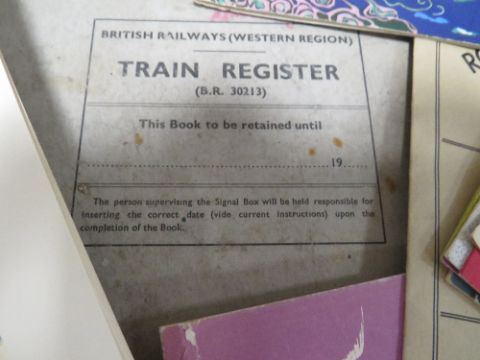 BRITISH RAILWAYS (WESTERN REGION)
TRAIN REGISTER
(B.R. 30213)
This Book to be retained until
19
The person supervising the Signal Box will be held responsible for
inserting the correct date (vide current instructions) upon the
completion of the Book.
RO